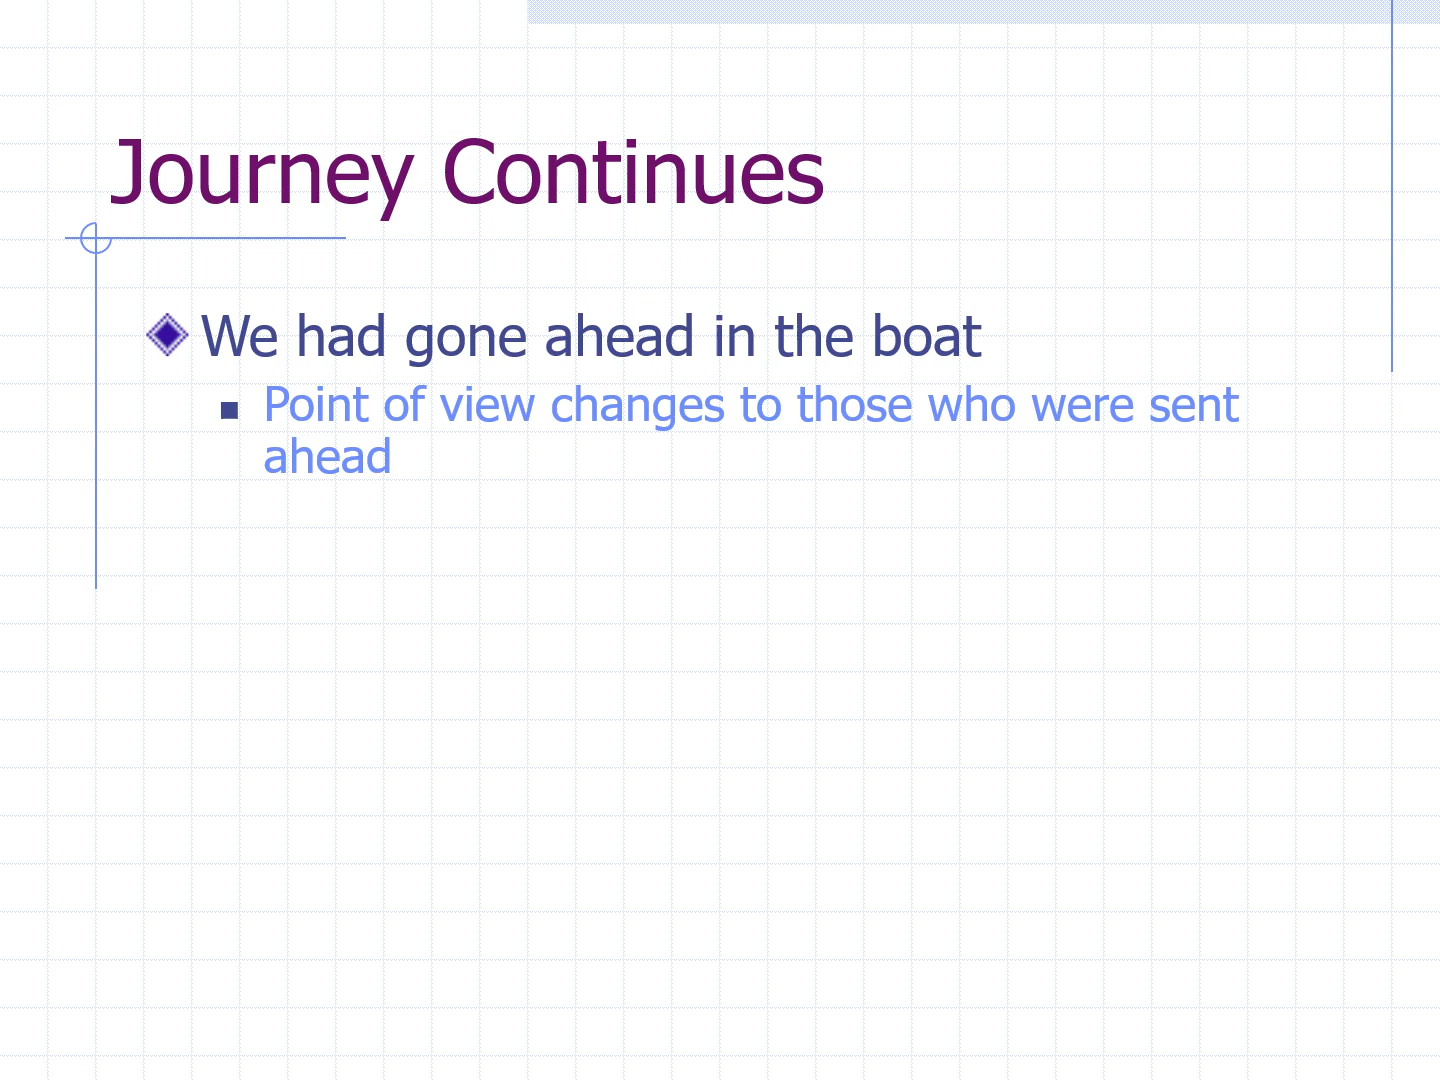 Journey Continues
We had gone ahead in the boat
Point of view changes to those who were sent
ahead